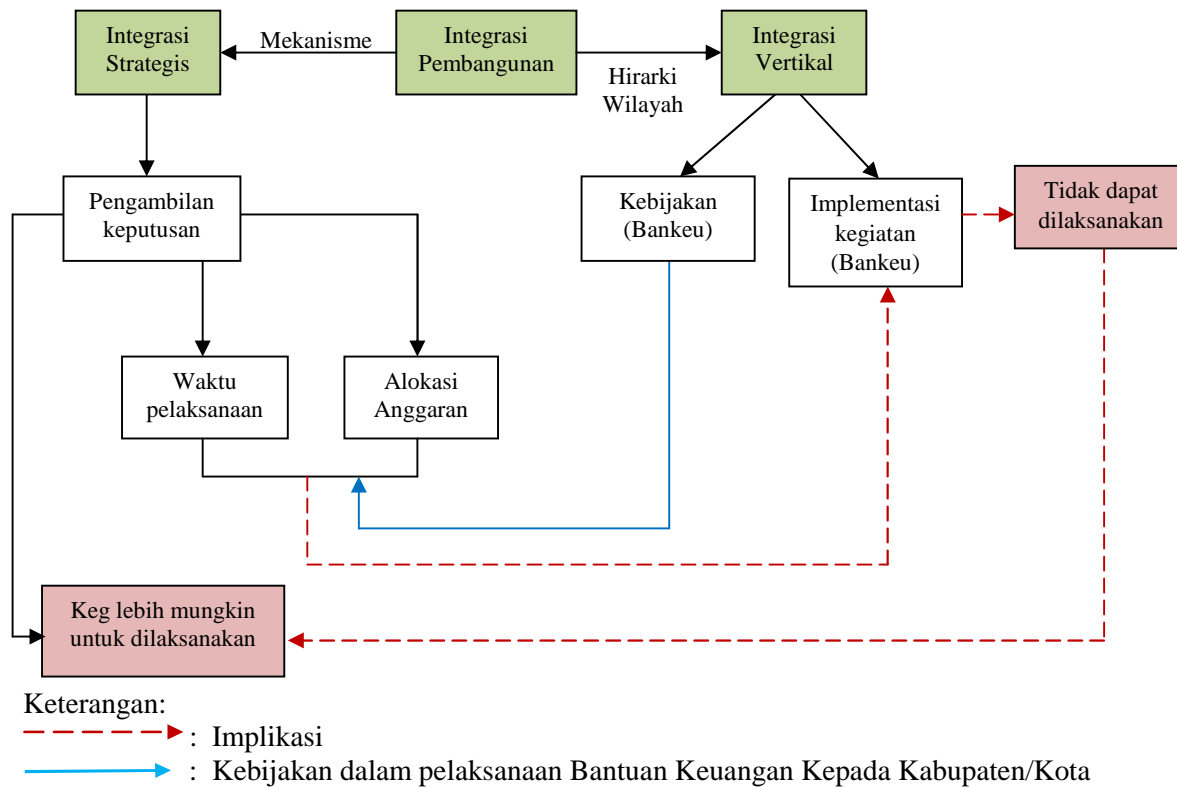 Integrasi
Strategis
Mekanisme
Integrasi
Pembangunan
Hirarki
Wilayah
Integrasi
Vertikal
Pengambilan
keputusan
Kebijakan
(Bankeu)
Implementasi
kegiatan
(Bankeu)
Tidak dapat
dilaksanakan
Waktu
pelaksanaan
Alokasi
Anggaran
Keg lebih mungkin
untuk dilaksanakan
Keterangan:
: Implikasi
: Kebijakan dalam pelaksanaan Bantuan Keuangan Kepada Kabupaten/Kota